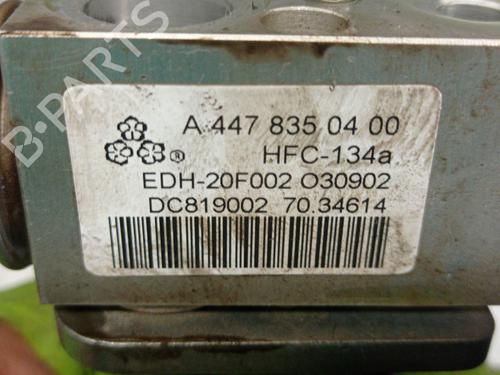 A 447 835 04 00
HFC-134a
EDH-20F002 O30902
DC819002 70.34614
B-PARTS
®